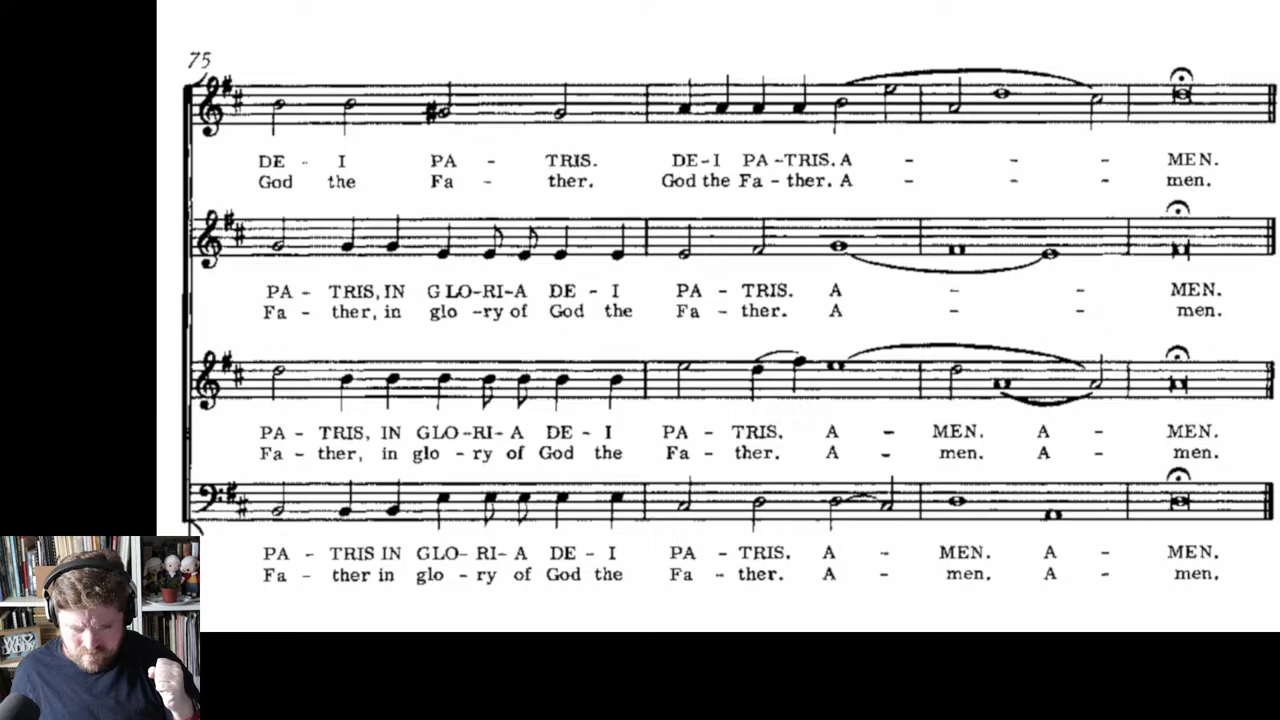 75
DE - I PA - TRIS. DE-I PA-TRIS. A - - - MEN.
God the Fa - ther. God the Fa - ther. A - - - men.
PA - TRIS, IN GLO-RI-A DE - I PA - TRIS. A - - MEN.
Fa - ther, in glo -ry of God the Fa - ther. A - - men.
PA - TRIS, IN GLO-RI- A DE - I PA - TRIS. A - MEN. A - MEN.
Fa - ther, in glo - ry of God the Fa - ther. A - men. A - men.
PA - TRIS IN GLO- RI- A DE - I PA - TRIS. A - MEN. A - MEN.
Fa - ther in glo - ry of God the Fa - ther. A - men. A - men.
DADDY